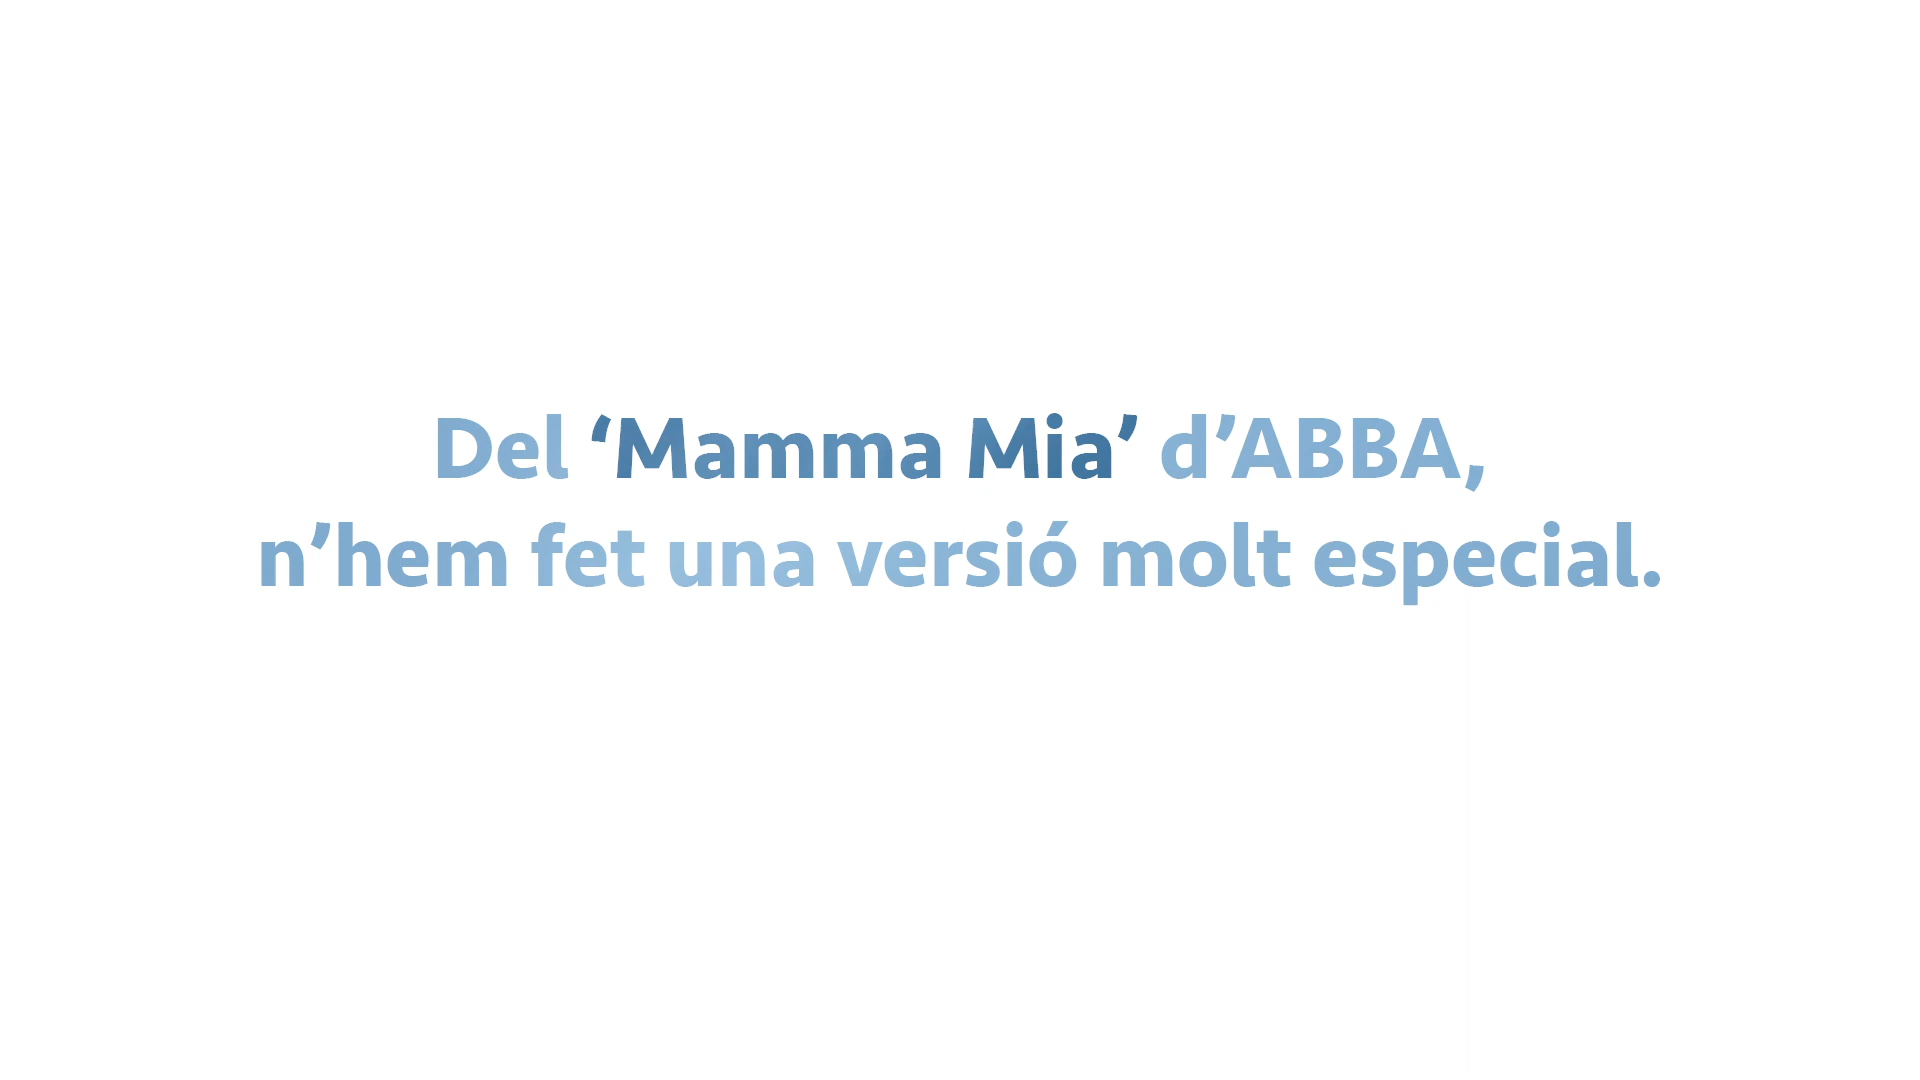 Del ‘Mamma Mia’ d’ABBA,
n’hem fet una versió molt especial.